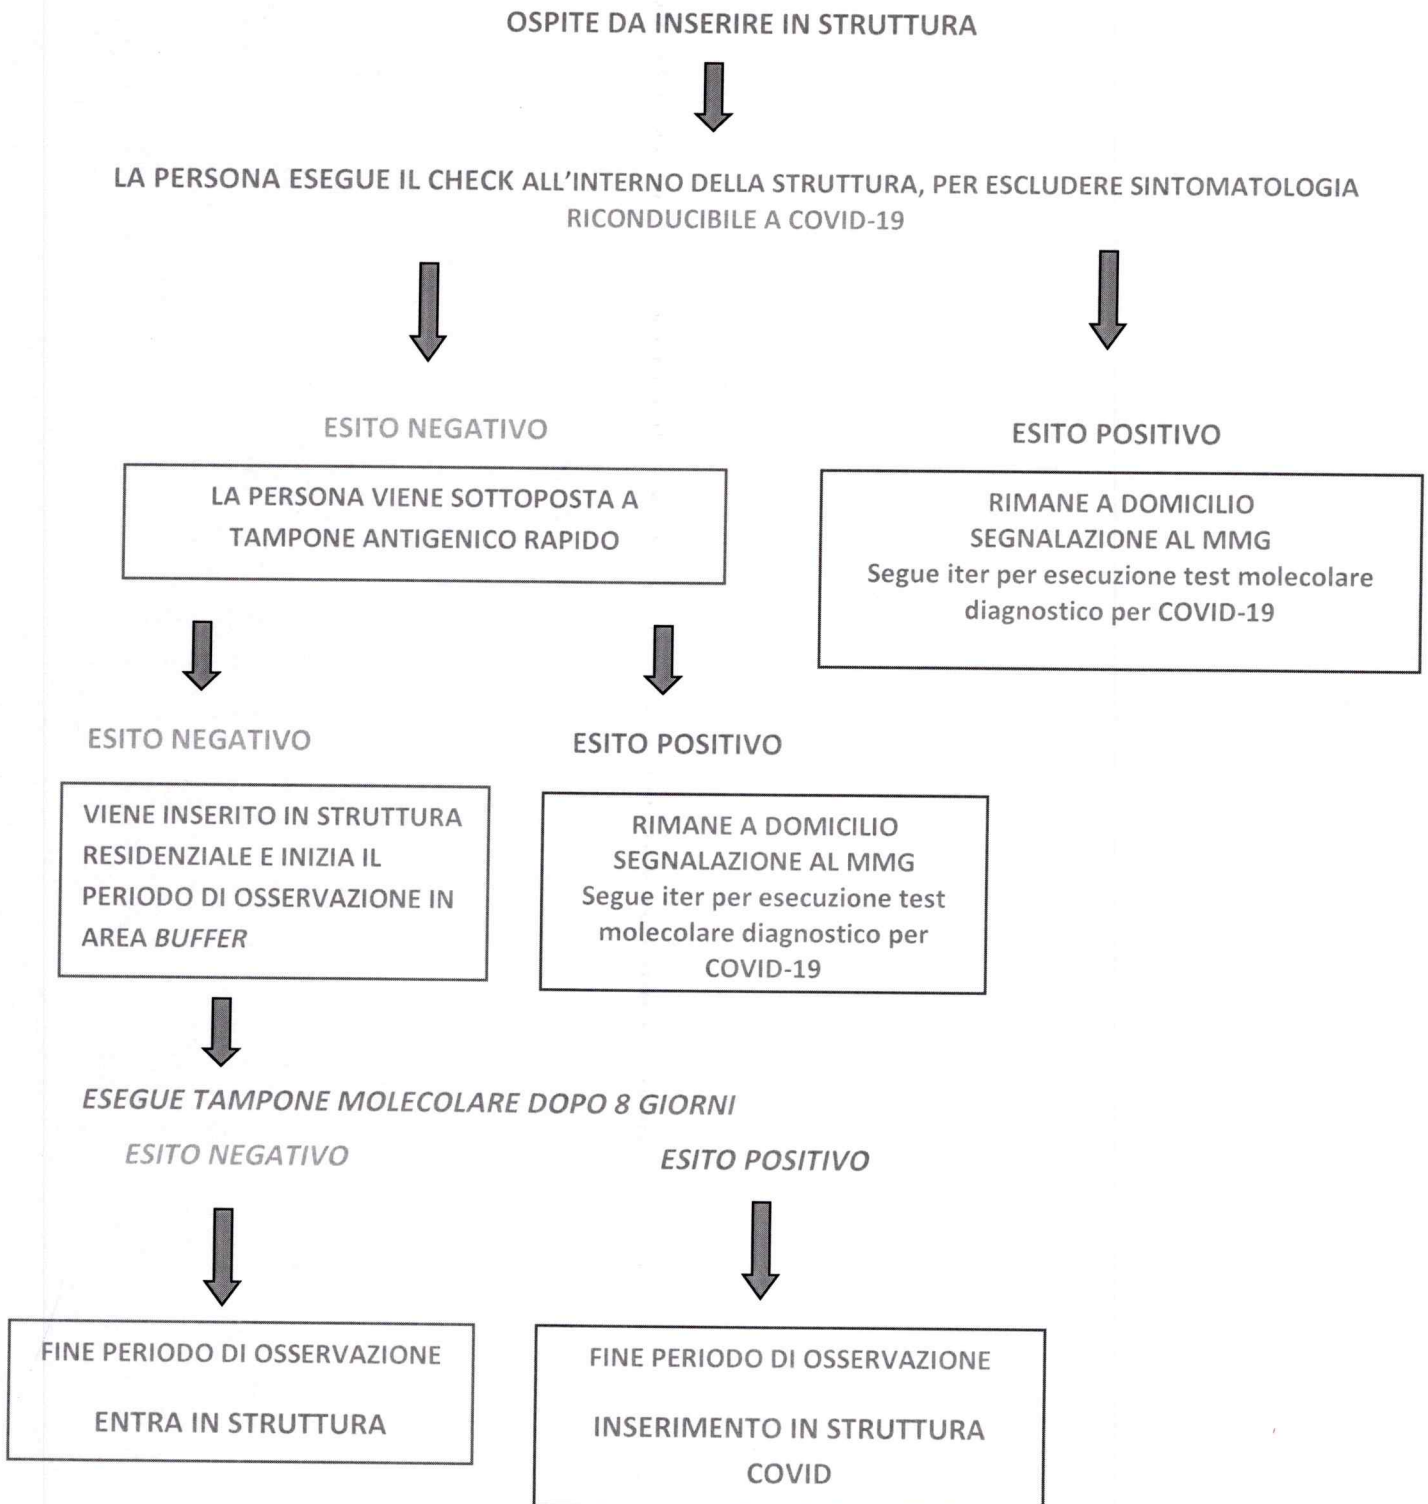 OSPITE DA INSERIRE IN STRUTTURA
LA PERSONA ESEGUE IL CHECK ALL'INTERNO DELLA STRUTTURA, PER ESCLUDERE SINTOMATOLOGIA
RICONDUCIBILE A COVID-19
ESITO NEGATIVO
LA PERSONA VIENE SOTTOPOSTA A
TAMPONE ANTIGENICO RAPIDO
ESITO POSITIVO
RIMANE A DOMICILIO
SEGNALAZIONE AL MMG
Segue iter per esecuzione test molecolare
diagnostico per COVID-19
ESITO NEGATIVO
VIENE INSERITO IN STRUTTURA
RESIDENZIALE E INIZIA IL
PERIODO DI OSSERVAZIONE IN
AREA BUFFER
ESITO POSITIVO
RIMANE A DOMICILIO
SEGNALAZIONE AL MMG
Segue iter per esecuzione test
molecolare diagnostico per
COVID-19
ESEGUE TAMPONE MOLECOLARE DOPO 8 GIORNI
ESITO NEGATIVO
ESITO POSITIVO
FINE PERIODO DI OSSERVAZIONE
ENTRA IN STRUTTURA
FINE PERIODO DI OSSERVAZIONE
INSERIMENTO IN STRUTTURA
COVID